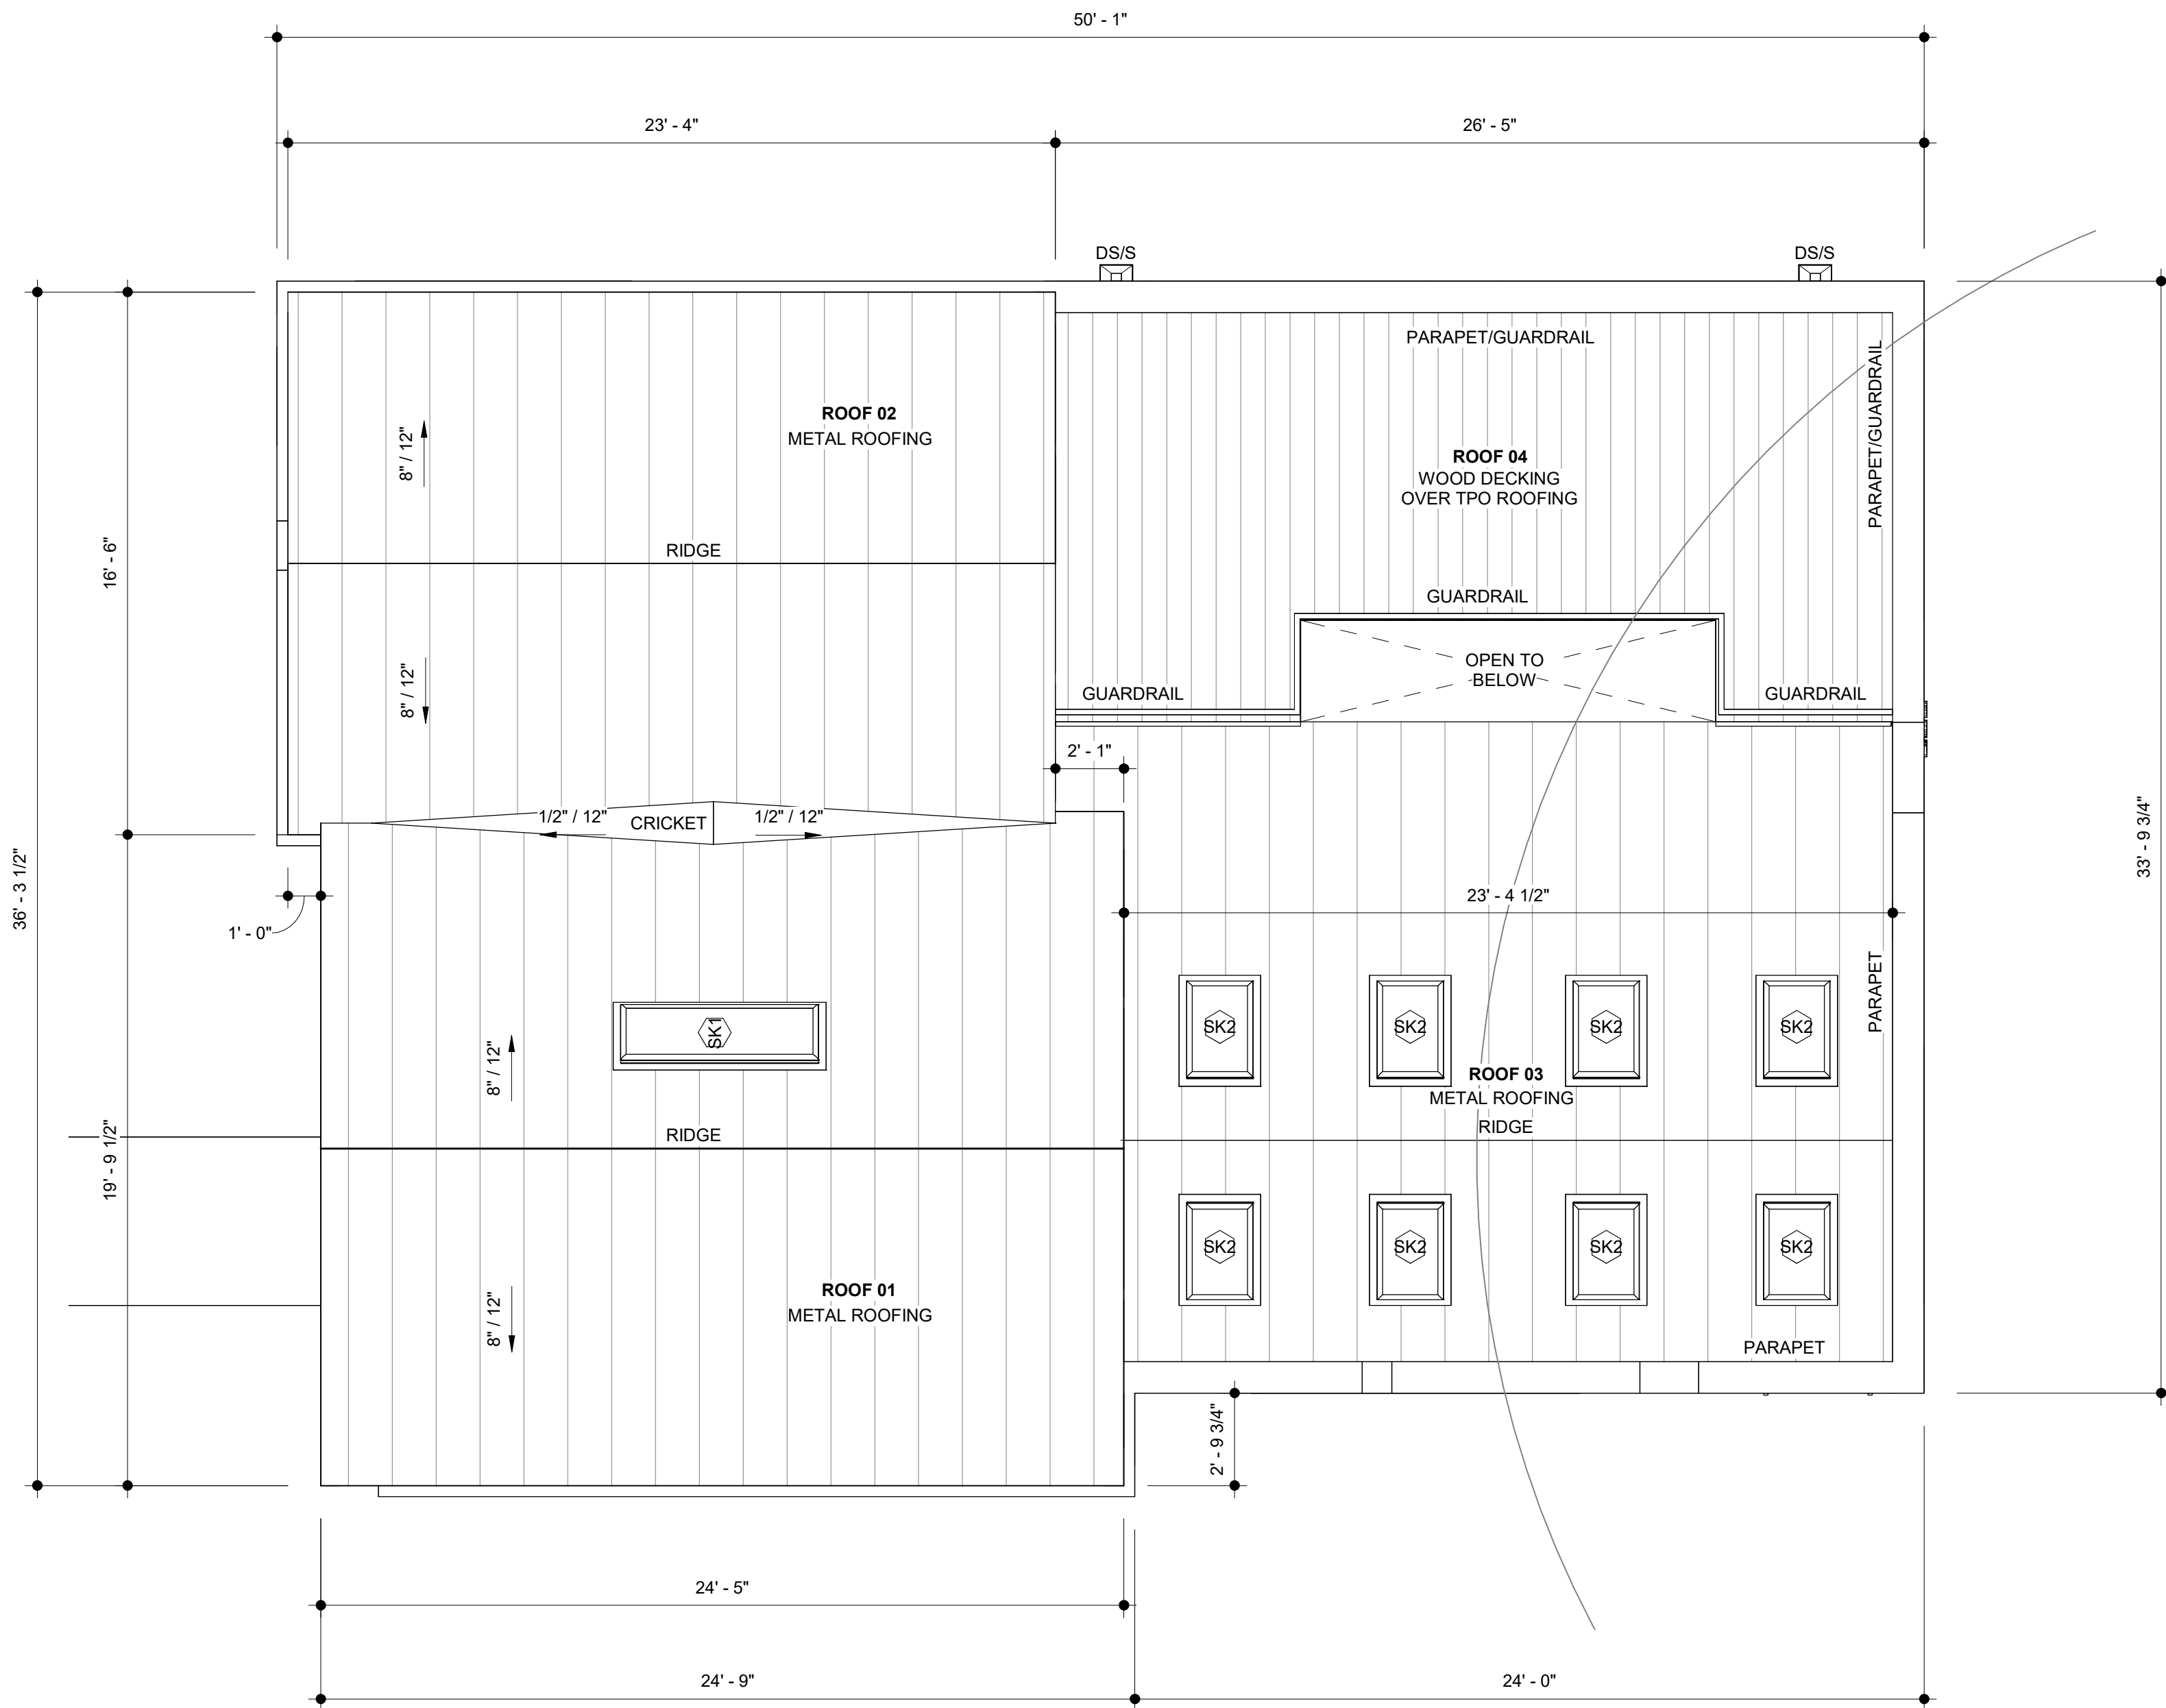 50' - 1"
23' - 4"
26' - 5"
DS/S
DS/S
PARAPET/GUARDRAIL
PARAPET/GUARDRAIL
ROOF 02
METAL ROOFING
8" / 12"
ROOF 04
WOOD DECKING
OVER TPO ROOFING
16' - 6"
RIDGE
GUARDRAIL
8" / 12"
OPEN TO
BELOW
GUARDRAIL
GUARDRAIL
2' - 1"
1/2" / 12"
CRICKET
1/2" / 12"
36' - 3 1/2"
33' - 9 3/4"
23' - 4 1/2"
1' - 0"
PARAPET
SK1
SK2
SK2
SK2
SK2
8" / 12"
ROOF 03
METAL ROOFING
RIDGE
RIDGE
19' - 9 1/2"
SK2
SK2
SK2
SK2
ROOF 01
METAL ROOFING
8" / 12"
PARAPET
2' - 9 3/4"
24' - 5"
24' - 9"
24' - 0"